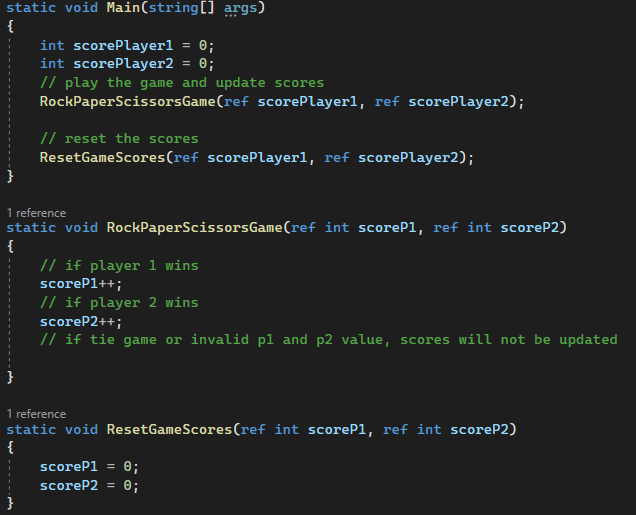 static void Main(string[] args)
{
    int scorePlayer1 = 0;
    int scorePlayer2 = 0;
    // play the game and update scores
    RockPaperScissorsGame(ref scorePlayer1, ref scorePlayer2);

    // reset the scores
    ResetGameScores(ref scorePlayer1, ref scorePlayer2);
}

1 reference
static void RockPaperScissorsGame(ref int scoreP1, ref int scoreP2)
{
    // if player 1 wins
    scoreP1++;
    // if player 2 wins
    scoreP2++;
    // if tie game or invalid p1 and p2 value, scores will not be updated

}

1 reference
static void ResetGameScores(ref int scoreP1, ref int scoreP2)
{
    scoreP1 = 0;
    scoreP2 = 0;
}